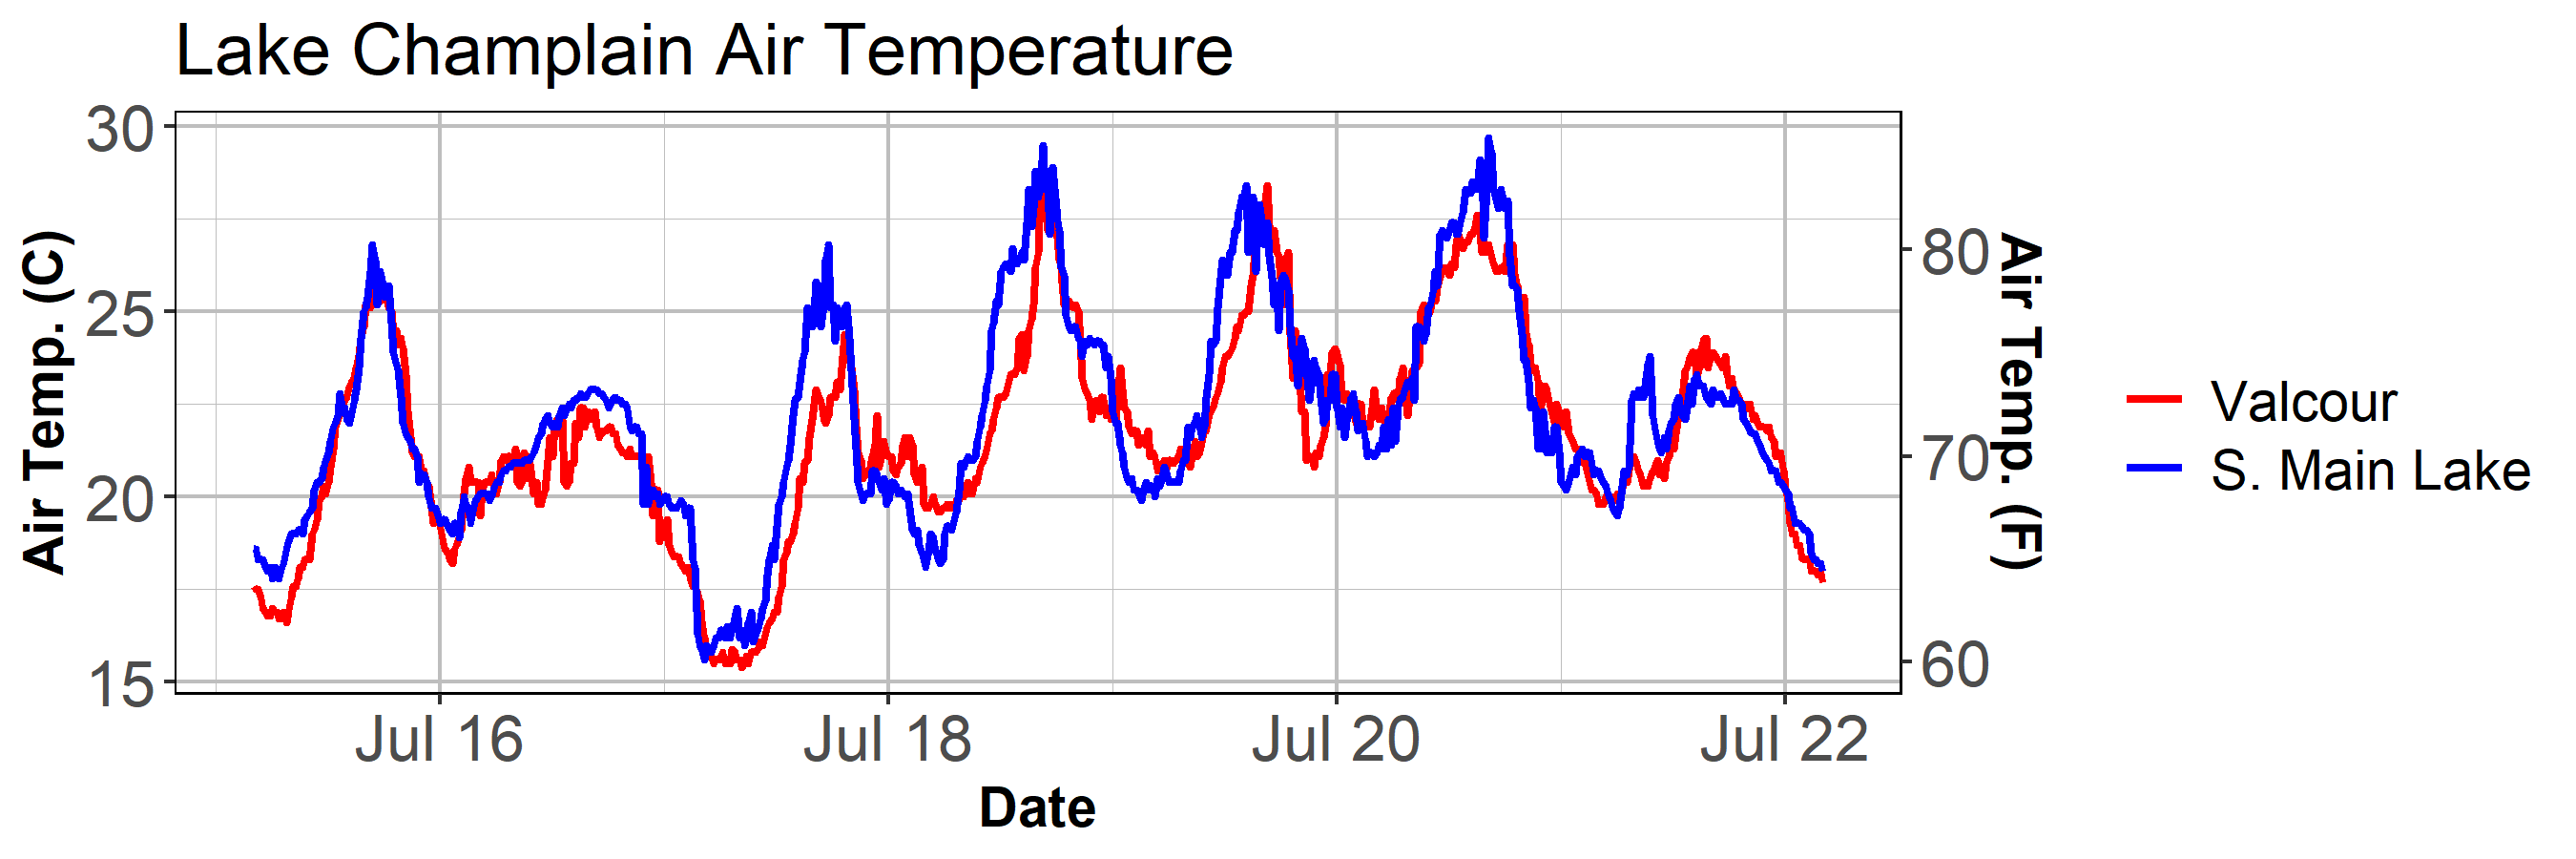 Lake Champlain Air Temperature
Air Temp. (C)
30
25
20
15
80
70
60
Air Temp. (F)
Jul 16
Jul 18
Jul 20
Jul 22
Date
Valcour
S. Main Lake